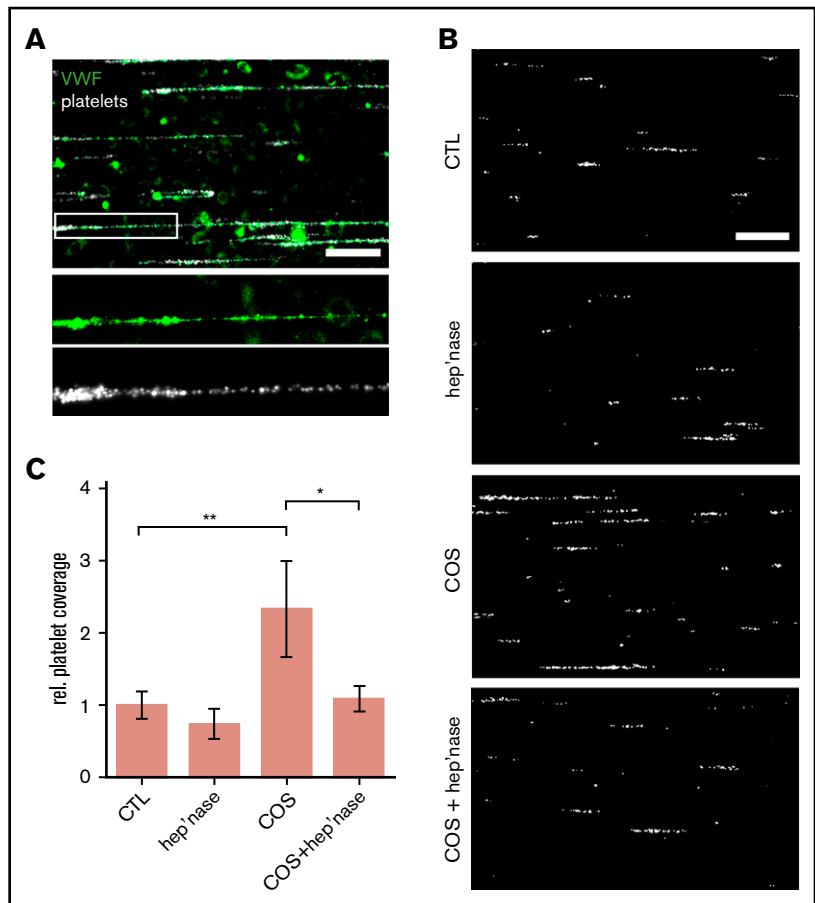 A
VWF
platelets
B
CTL
hep'nase
COS
COS + hep'nase
C
rel. platelet coverage
4
3
2
1
0
**
*
CTL
hep'nase
COS
COS+hep'nase